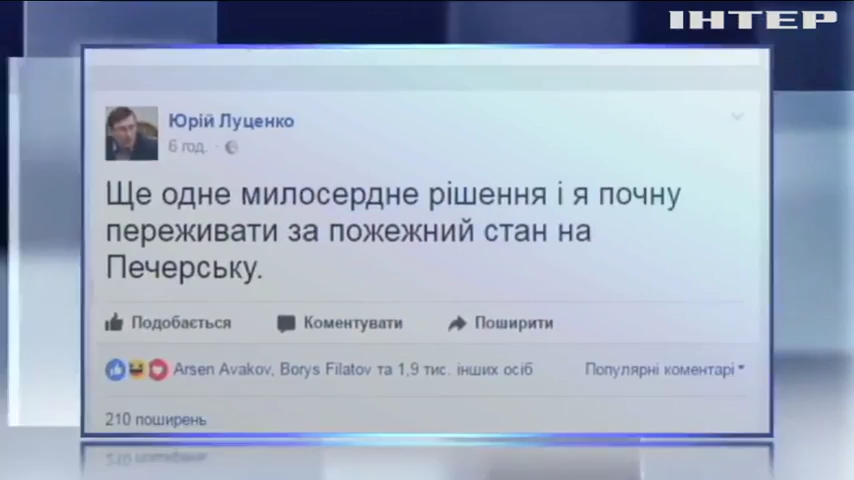 ІНТЕР
Юрій Луценко
6 год.
Ще одне милосердне рішення і я почну
переживати за пожежний стан на
Печерську.
Подобається Коментувати Поширити
Arsen Avakov, Borys Filatov та 1,9 тис. інших осіб Популярні коментарі
210 поширень